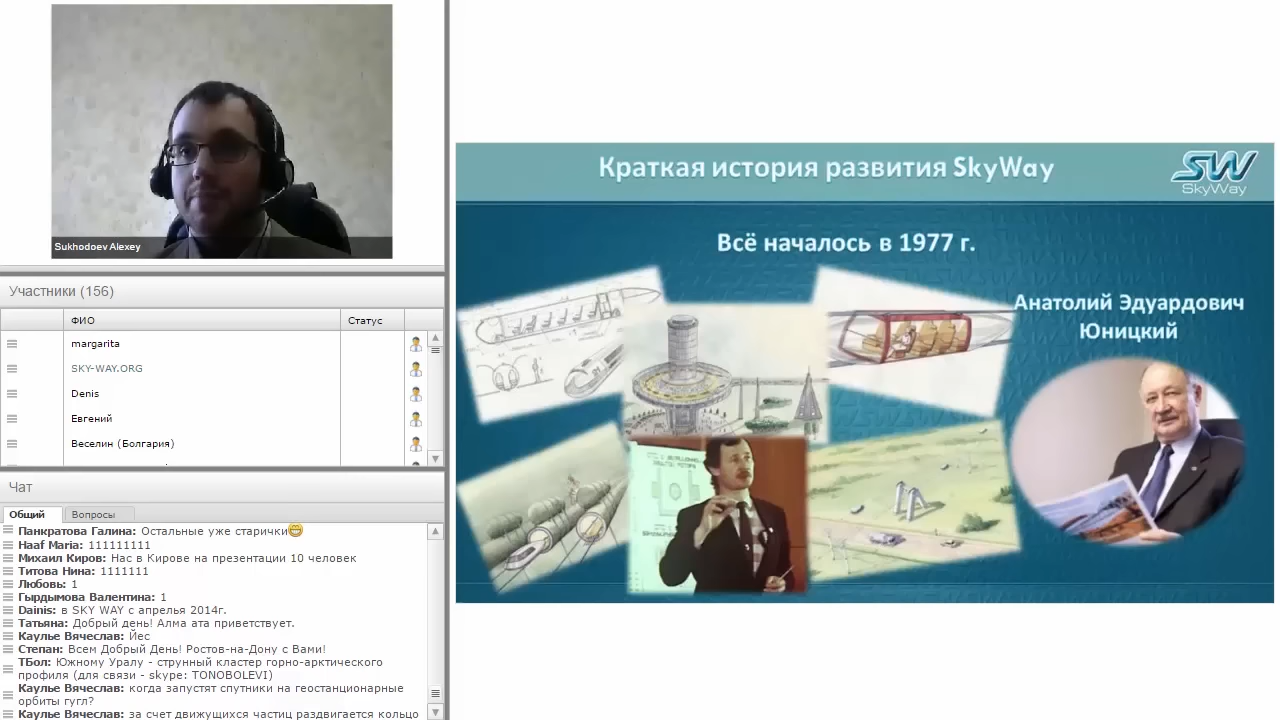 Sukhodoev Alexey
Участники (156)
ФИО
Статус
margarita
SKY-WAY.ORG
Denis
Евгений
Веселин (Болгария)
Чат
Общий
Вопросы
Панкратова Галина: Остальные уже старички
Haaf Maria: 111111111
Михаил Киров: Нас в Кирове на презентации 10 человек
Титова Нина: 1111111
Любовь: 1
Гырдымова Валентина: 1
Dainis: в SKY WAY с апрелья 2014г.
Татьяна: Добрый день! Алма ата приветствует.
Каулье Вячеслав: Йес
Степан: Всем Добрый День! Ростов-на-Дону с Вами!
ТБол: Южному Уралу - струнный кластер горно-арктического
профиля (для связи - skype: TONOBOLEVI)
Каулье Вячеслав: когда запустят спутники на геостанционарные
орбиты гугл?
Каулье Вячеслав: за счет движущихся частиц раздвигается кольцо
Краткая история развития SkyWay
SW
SkyWay
Всё началось в 1977 г.
Анатолий Эдуардович
Юницкий